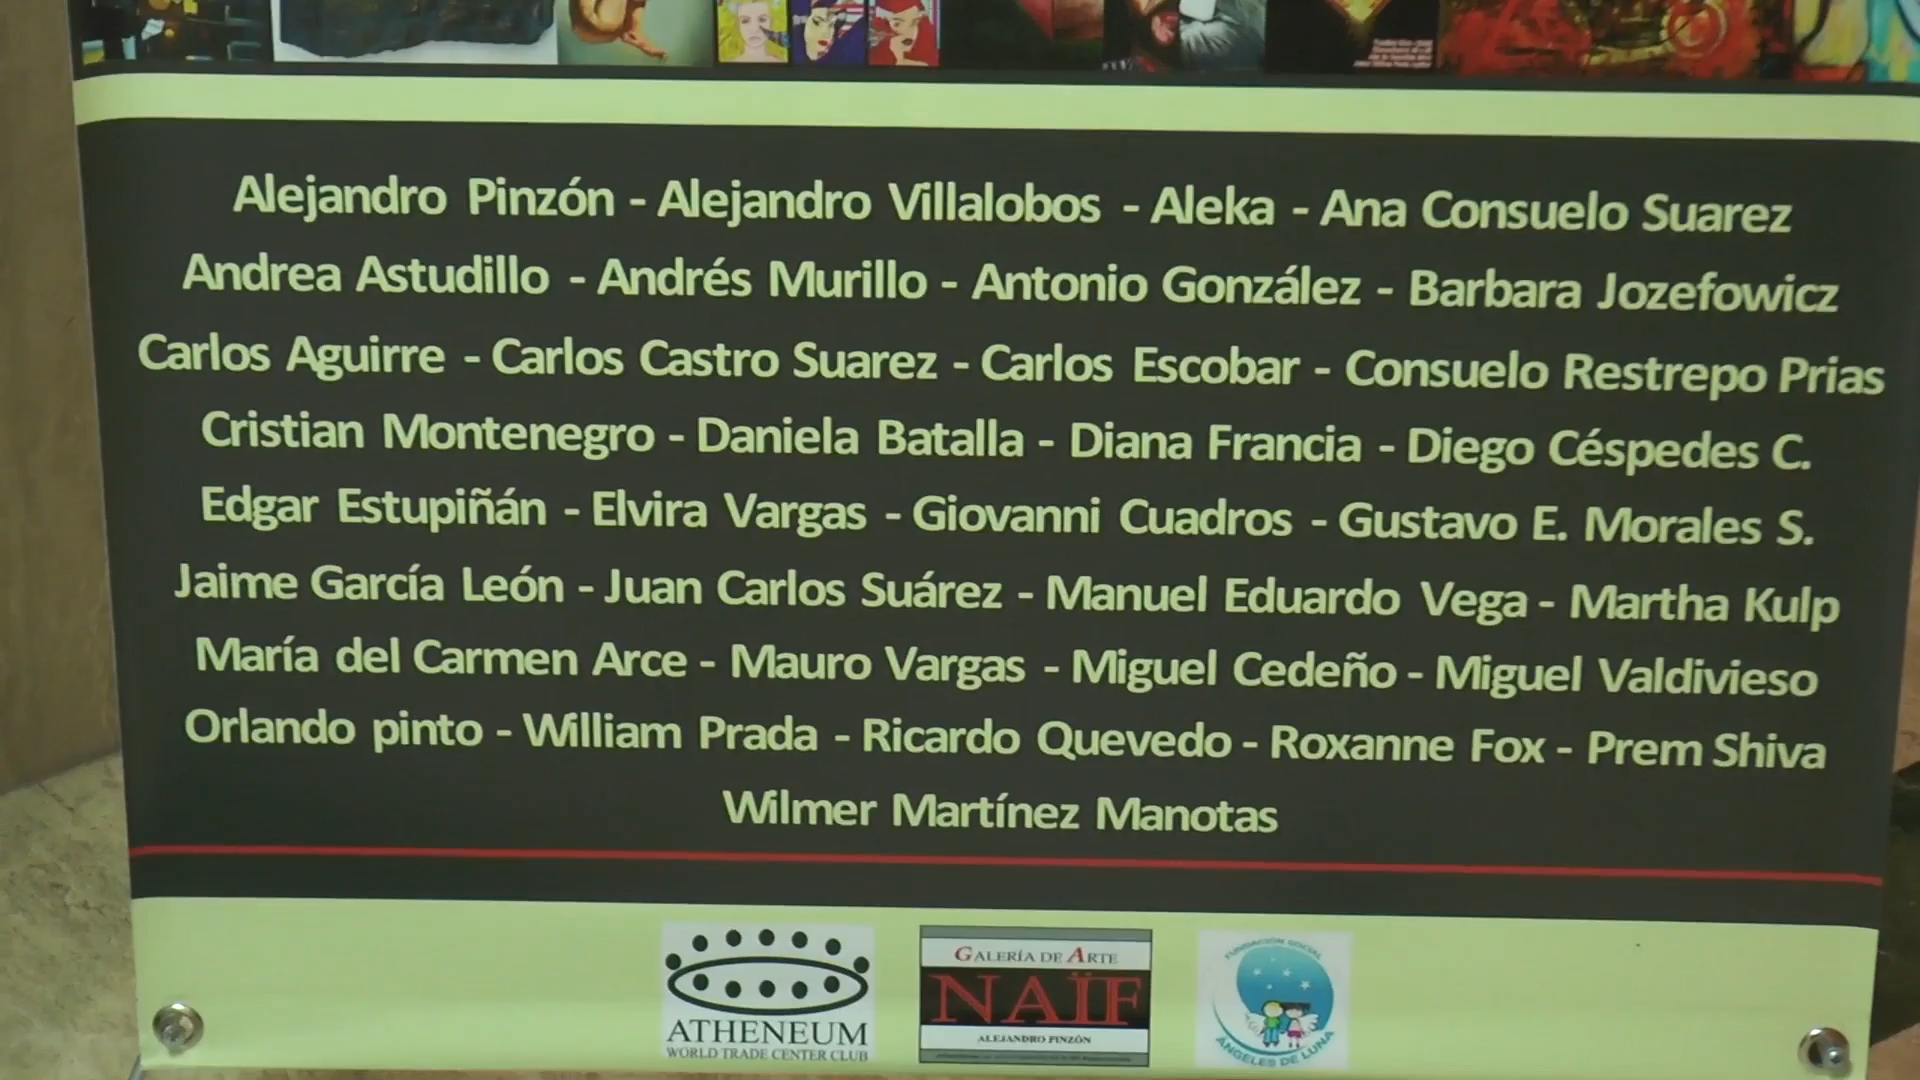 Alejandro Pinzón - Alejandro Villalobos - Aleka - Ana Consuelo Suarez
Andrea Astudillo - Andrés Murillo - Antonio González - Barbara Jozefowicz
Carlos Aguirre - Carlos Castro Suarez - Carlos Escobar - Consuelo Restrepo Prias
Cristian Montenegro - Daniela Batalla - Diana Francia - Diego Céspedes C.
Edgar Estupiñán - Elvira Vargas - Giovanni Cuadros - Gustavo E. Morales S.
Jaime García León - Juan Carlos Suárez - Manuel Eduardo Vega - Martha Kulp
María del Carmen Arce - Mauro Vargas - Miguel Cedeño - Miguel Valdivieso
Orlando pinto - William Prada - Ricardo Quevedo - Roxanne Fox - Prem Shiva
Wilmer Martínez Manotas
ATHENEUM
WORLD TRADE CENTER CLUB
GALERÍA DE ARTE
NAÏF
ALEJANDRO PINZÓN
FUNDACIÓN SOCIAL
ÁNGELES DE LUNA